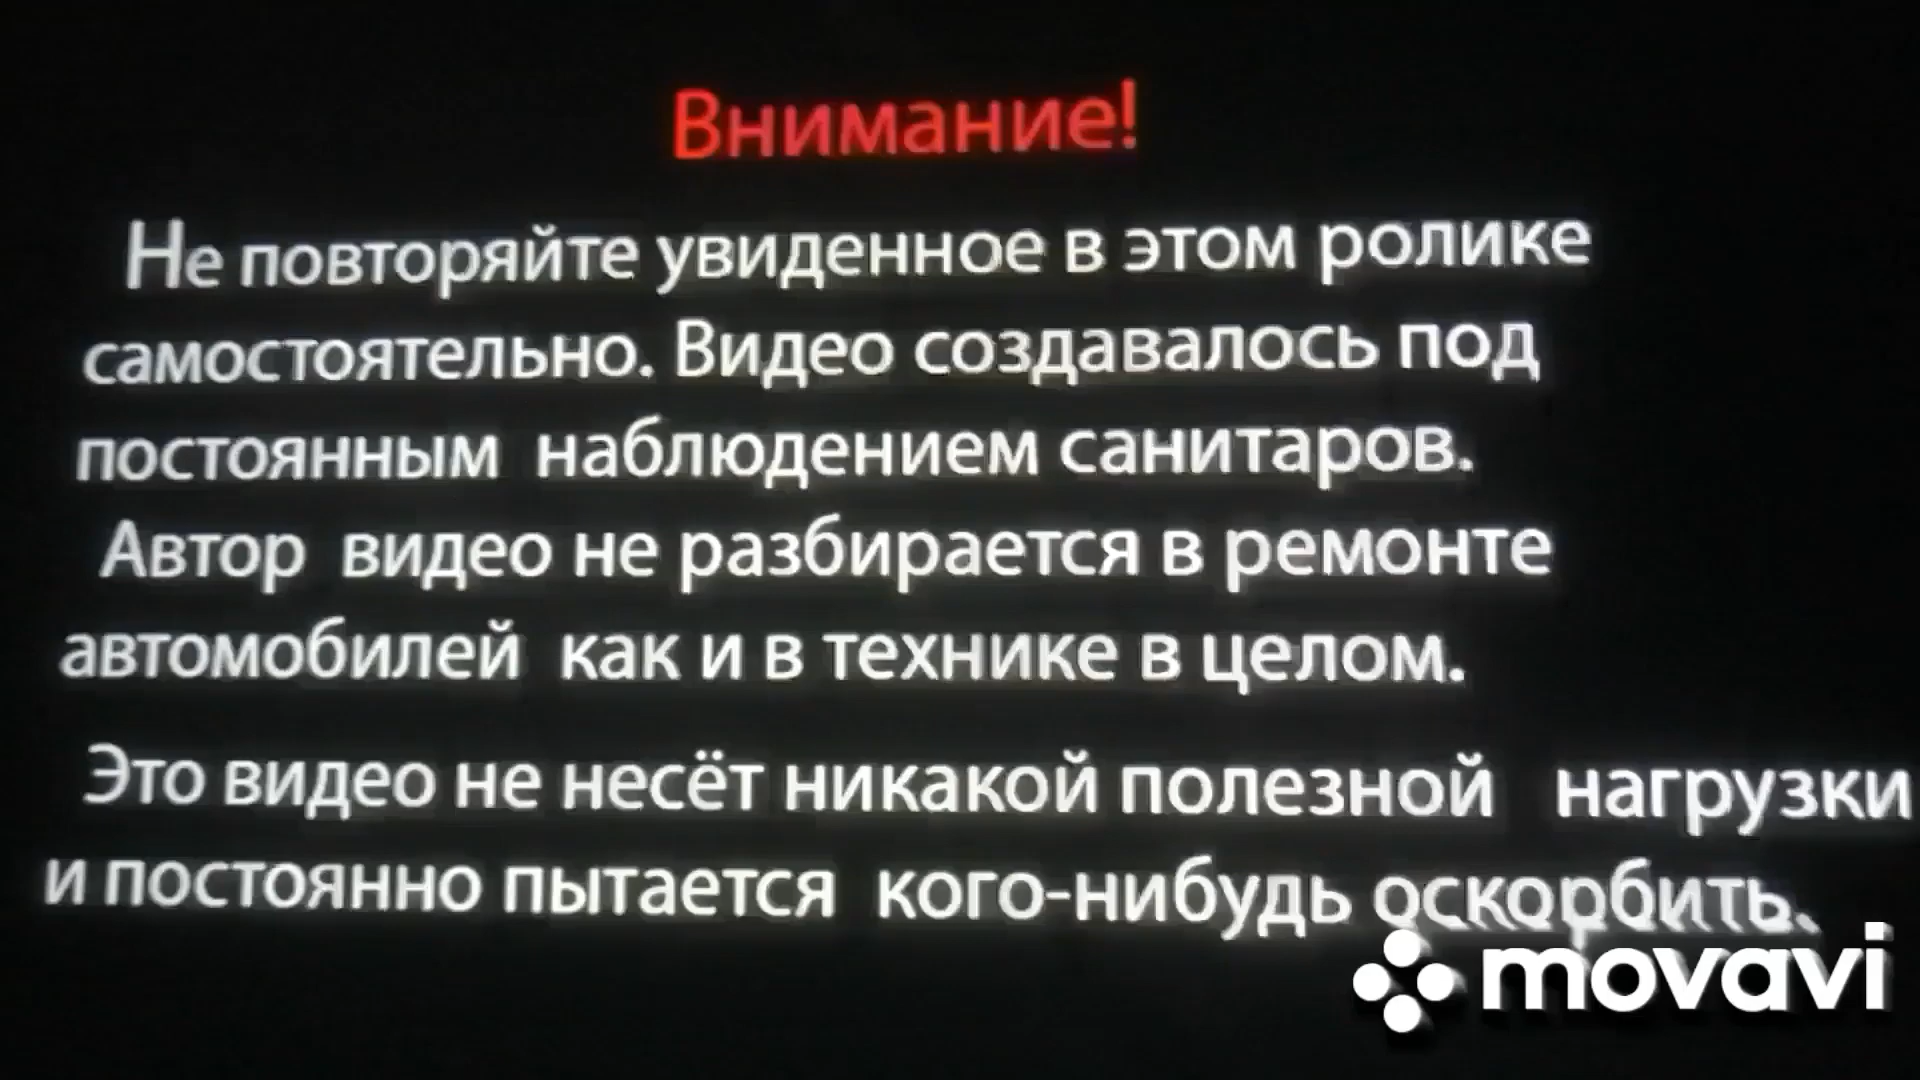 Внимание!
Не повторяйте увиденное в этом ролике
самостоятельно. Видео создавалось под
постоянным наблюдением санитаров.
Автор видео не разбирается в ремонте
автомобилей как и в технике в целом.
Это видео не несёт никакой полезной нагрузки
и постоянно пытается кого-нибудь оскорбить.
movavi